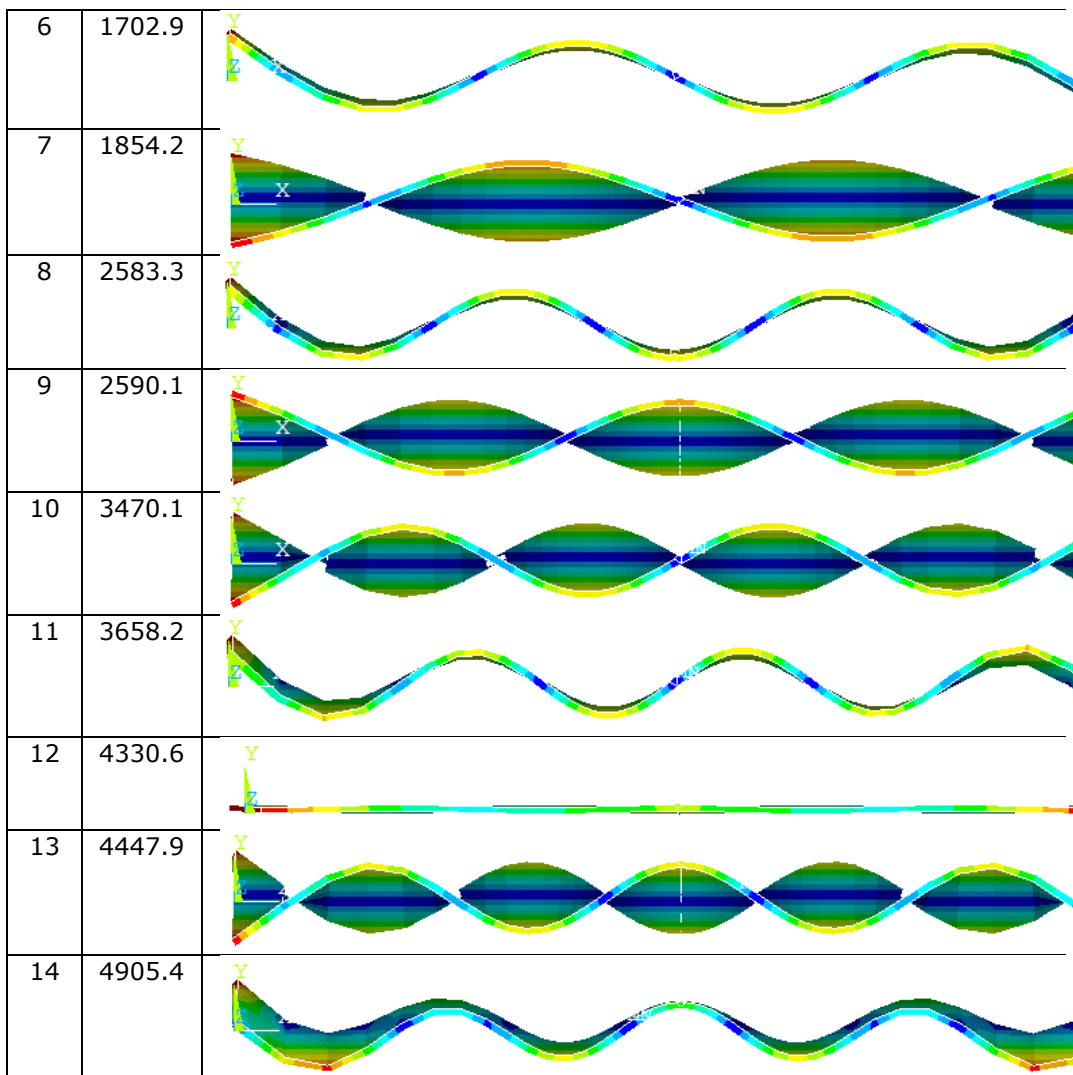 6 1702.9 Y Z X
7 1854.2 Y Z X
8 2583.3 Y Z
9 2590.1 Y Z X
10 3470.1 Y Z X
11 3658.2 Y Z
12 4330.6 Y Z
13 4447.9 Y Z
14 4905.4 Y Z